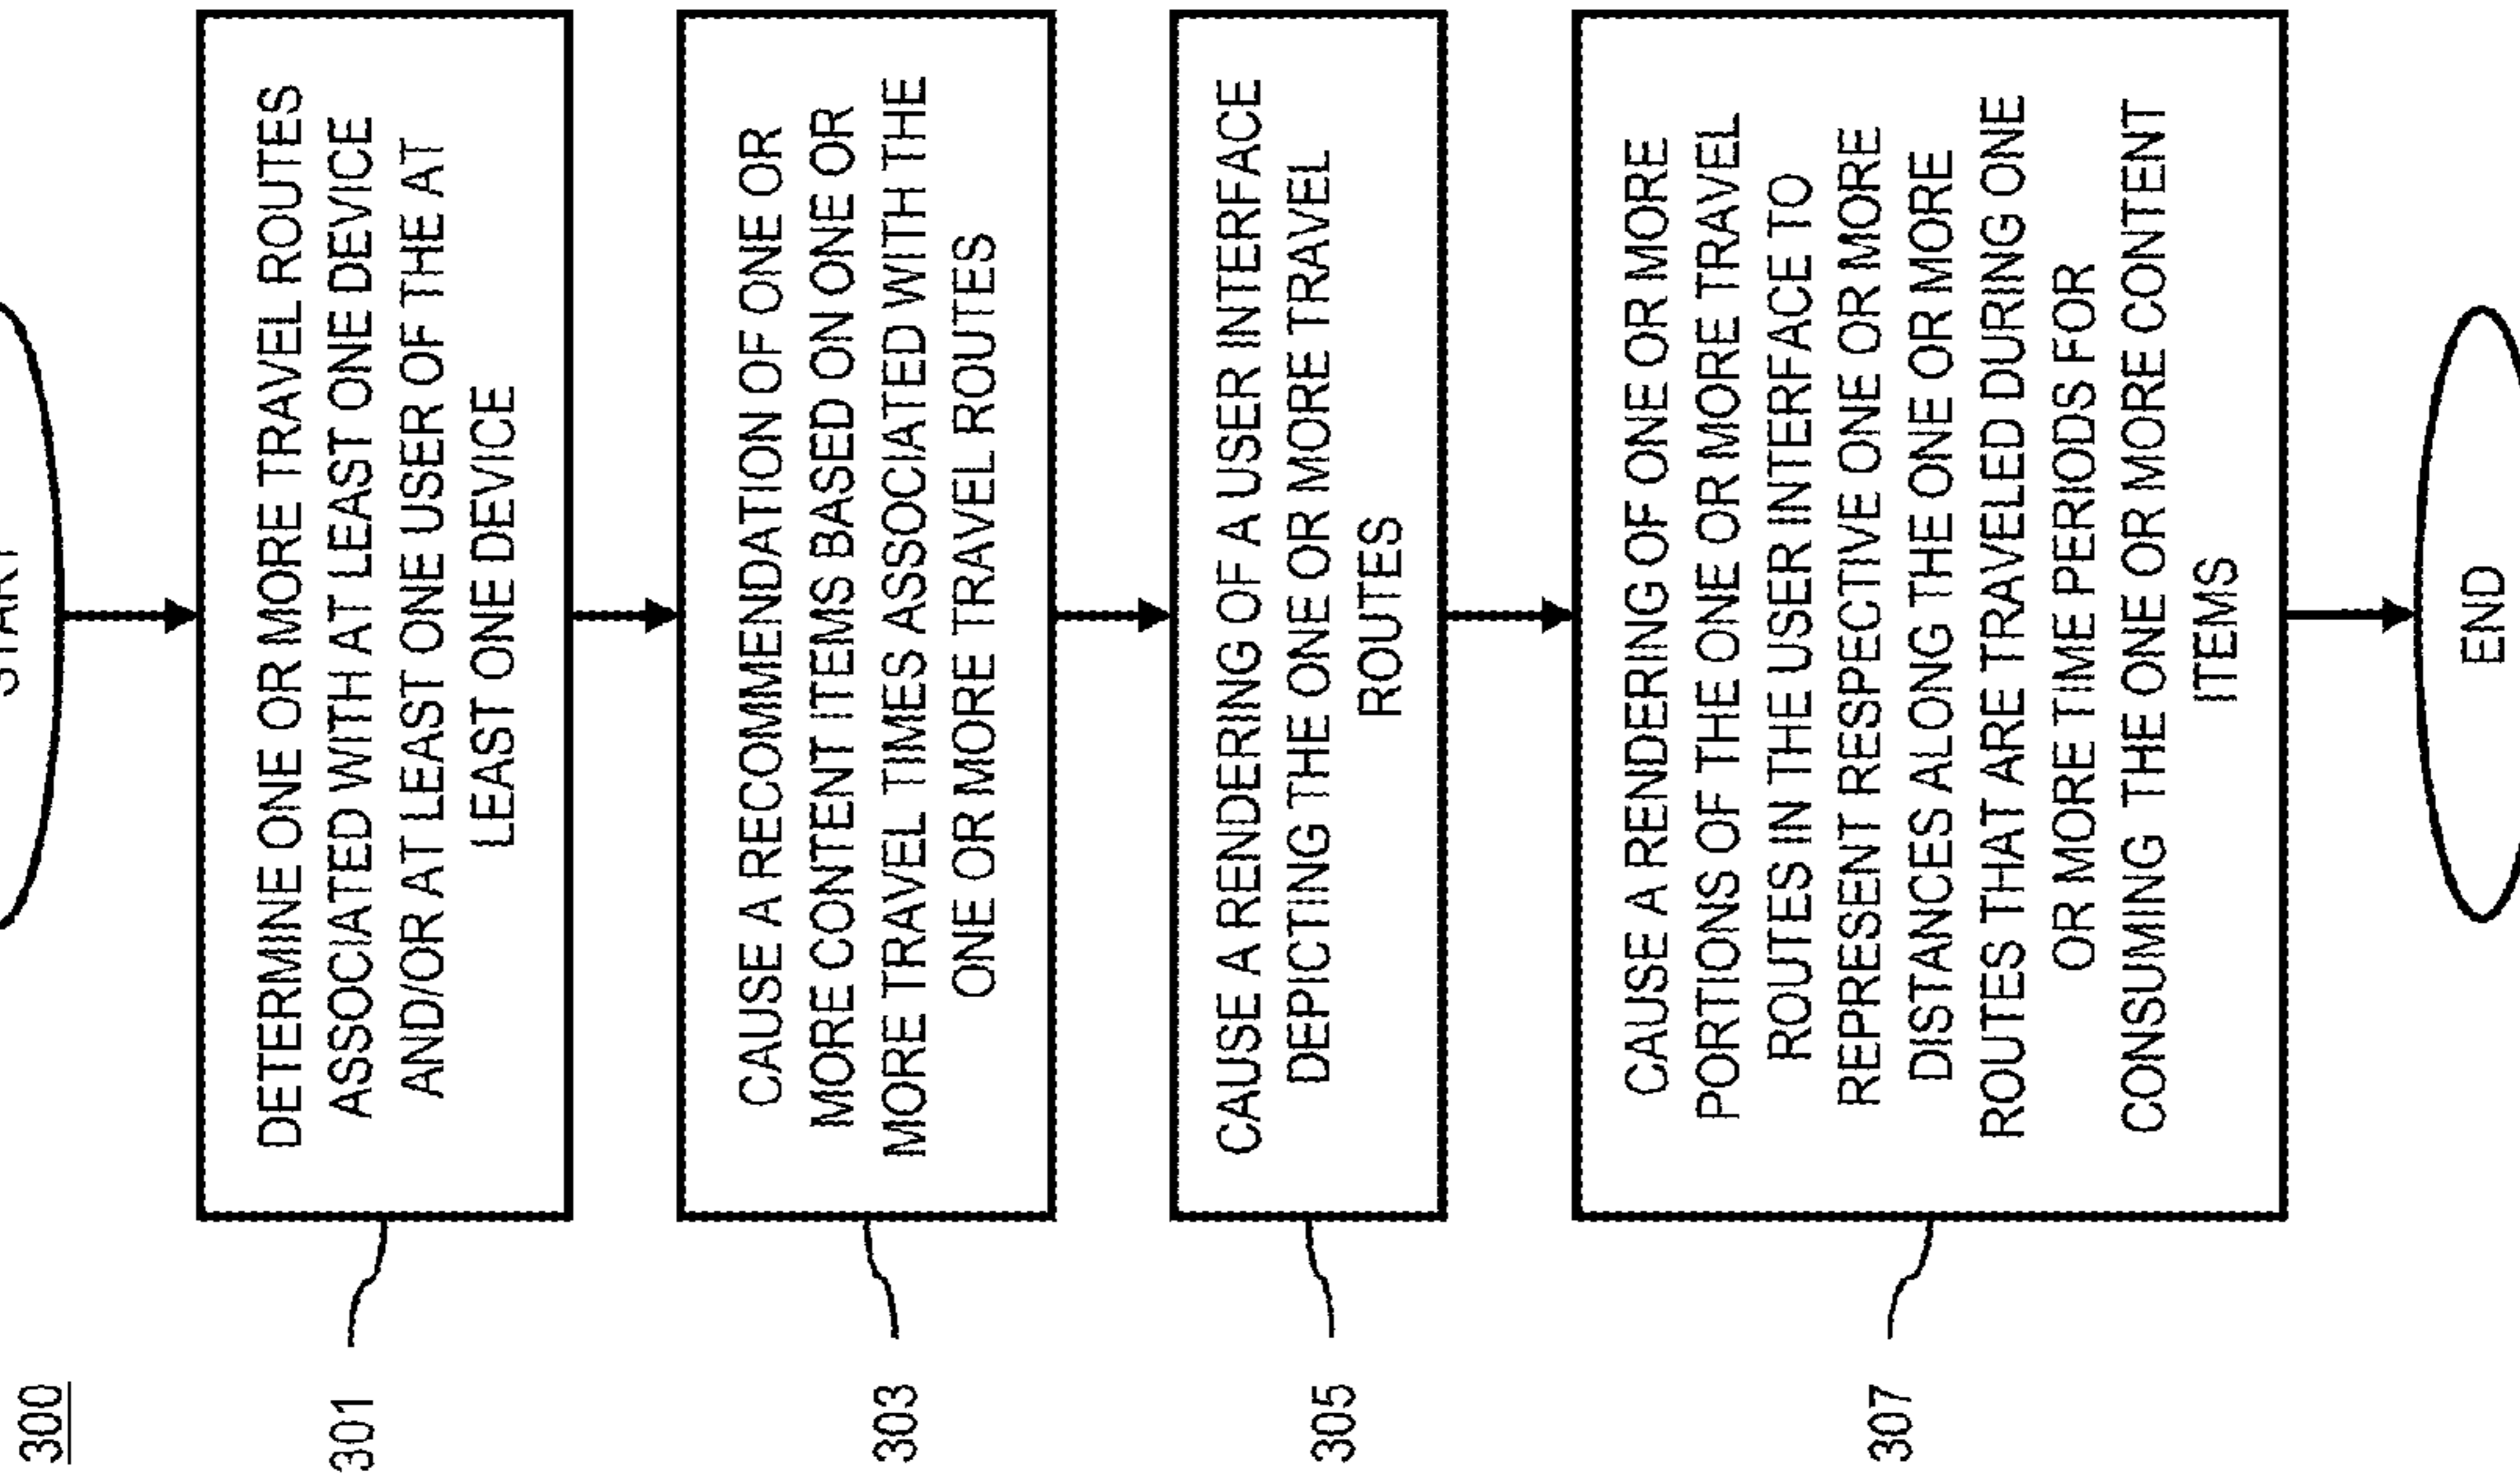 300
START
301
DETERMINE ONE OR MORE TRAVEL ROUTES
ASSOCIATED WITH AT LEAST ONE DEVICE
AND/OR AT LEAST ONE USER OF THE AT
LEAST ONE DEVICE
303
CAUSE A RECOMMENDATION OF ONE OR
MORE CONTENT ITEMS BASED ON ONE OR
MORE TRAVEL TIMES ASSOCIATED WITH THE
ONE OR MORE TRAVEL ROUTES
305
CAUSE A RENDERING OF A USER INTERFACE
DEPICTING THE ONE OR MORE TRAVEL
ROUTES
307
CAUSE A RENDERING OF ONE OR MORE
PORTIONS OF THE ONE OR MORE TRAVEL
ROUTES IN THE USER INTERFACE TO
REPRESENT RESPECTIVE ONE OR MORE
DISTANCES ALONG THE ONE OR MORE
ROUTES THAT ARE TRAVELED DURING ONE
OR MORE TIME PERIODS FOR
CONSUMING THE ONE OR MORE CONTENT
ITEMS
END